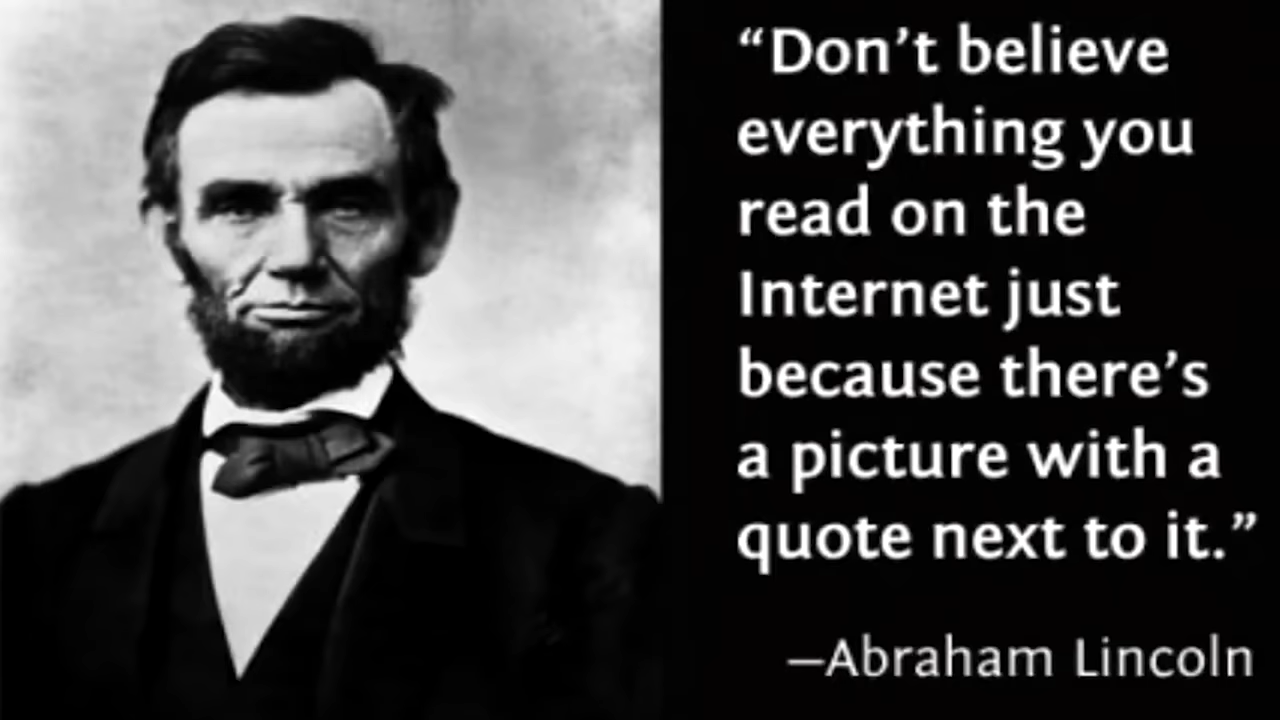 “Don’t believe
everything you
read on the
Internet just
because there’s
a picture with a
quote next to it.”
—Abraham Lincoln